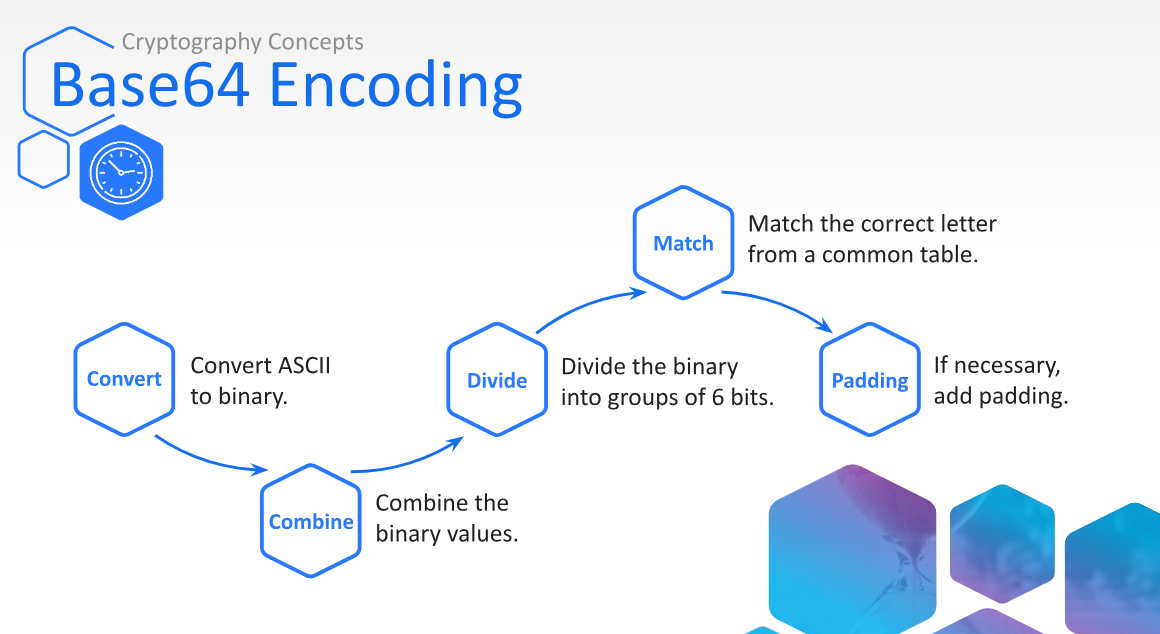 Cryptography Concepts
Base64 Encoding
Convert
Convert ASCII
to binary.
Combine
Combine the
binary values.
Divide
Divide the binary
into groups of 6 bits.
Match
Match the correct letter
from a common table.
Padding
If necessary,
add padding.